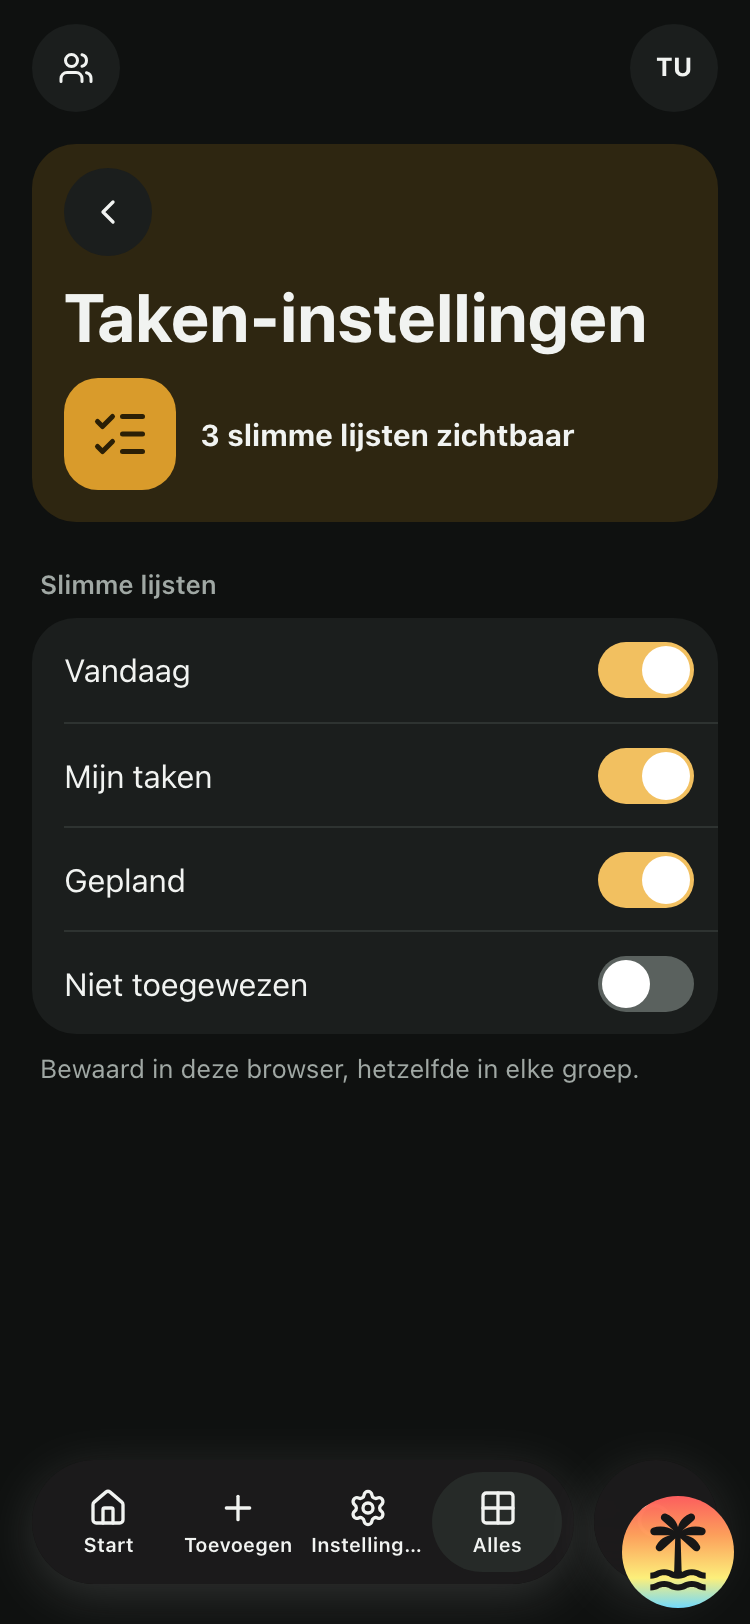 TU
Taken-instellingen
3 slimme lijsten zichtbaar
Slimme lijsten
Vandaag
Mijn taken
Gepland
Niet toegewezen
Bewaard in deze browser, hetzelfde in elke groep.
Start
Toevoegen
Instelling...
Alles